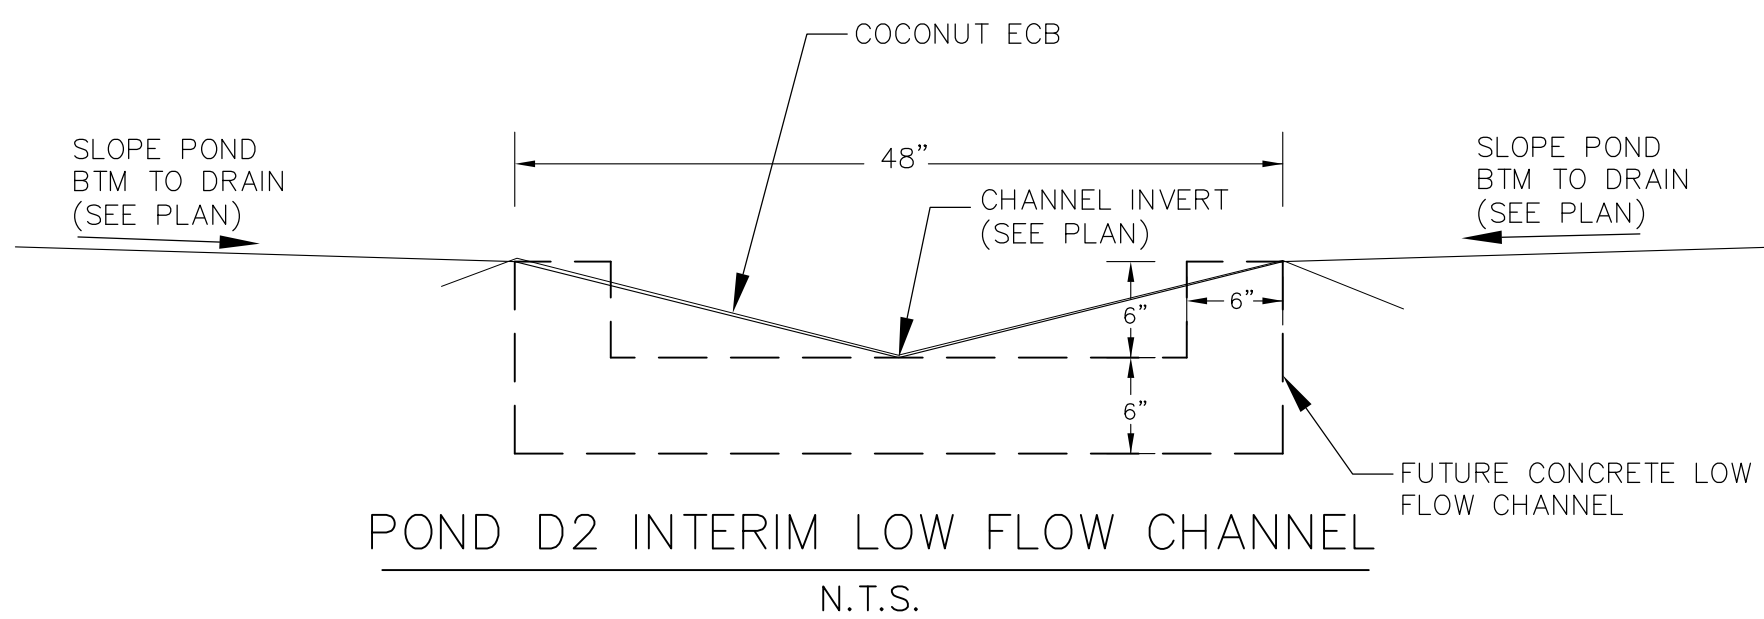 COCONUT ECB
SLOPE POND
BTM TO DRAIN
(SEE PLAN)
48"
SLOPE POND
BTM TO DRAIN
(SEE PLAN)
CHANNEL INVERT
(SEE PLAN)
6"
6"
6"
FUTURE CONCRETE LOW
FLOW CHANNEL
POND D2 INTERIM LOW FLOW CHANNEL
N.T.S.